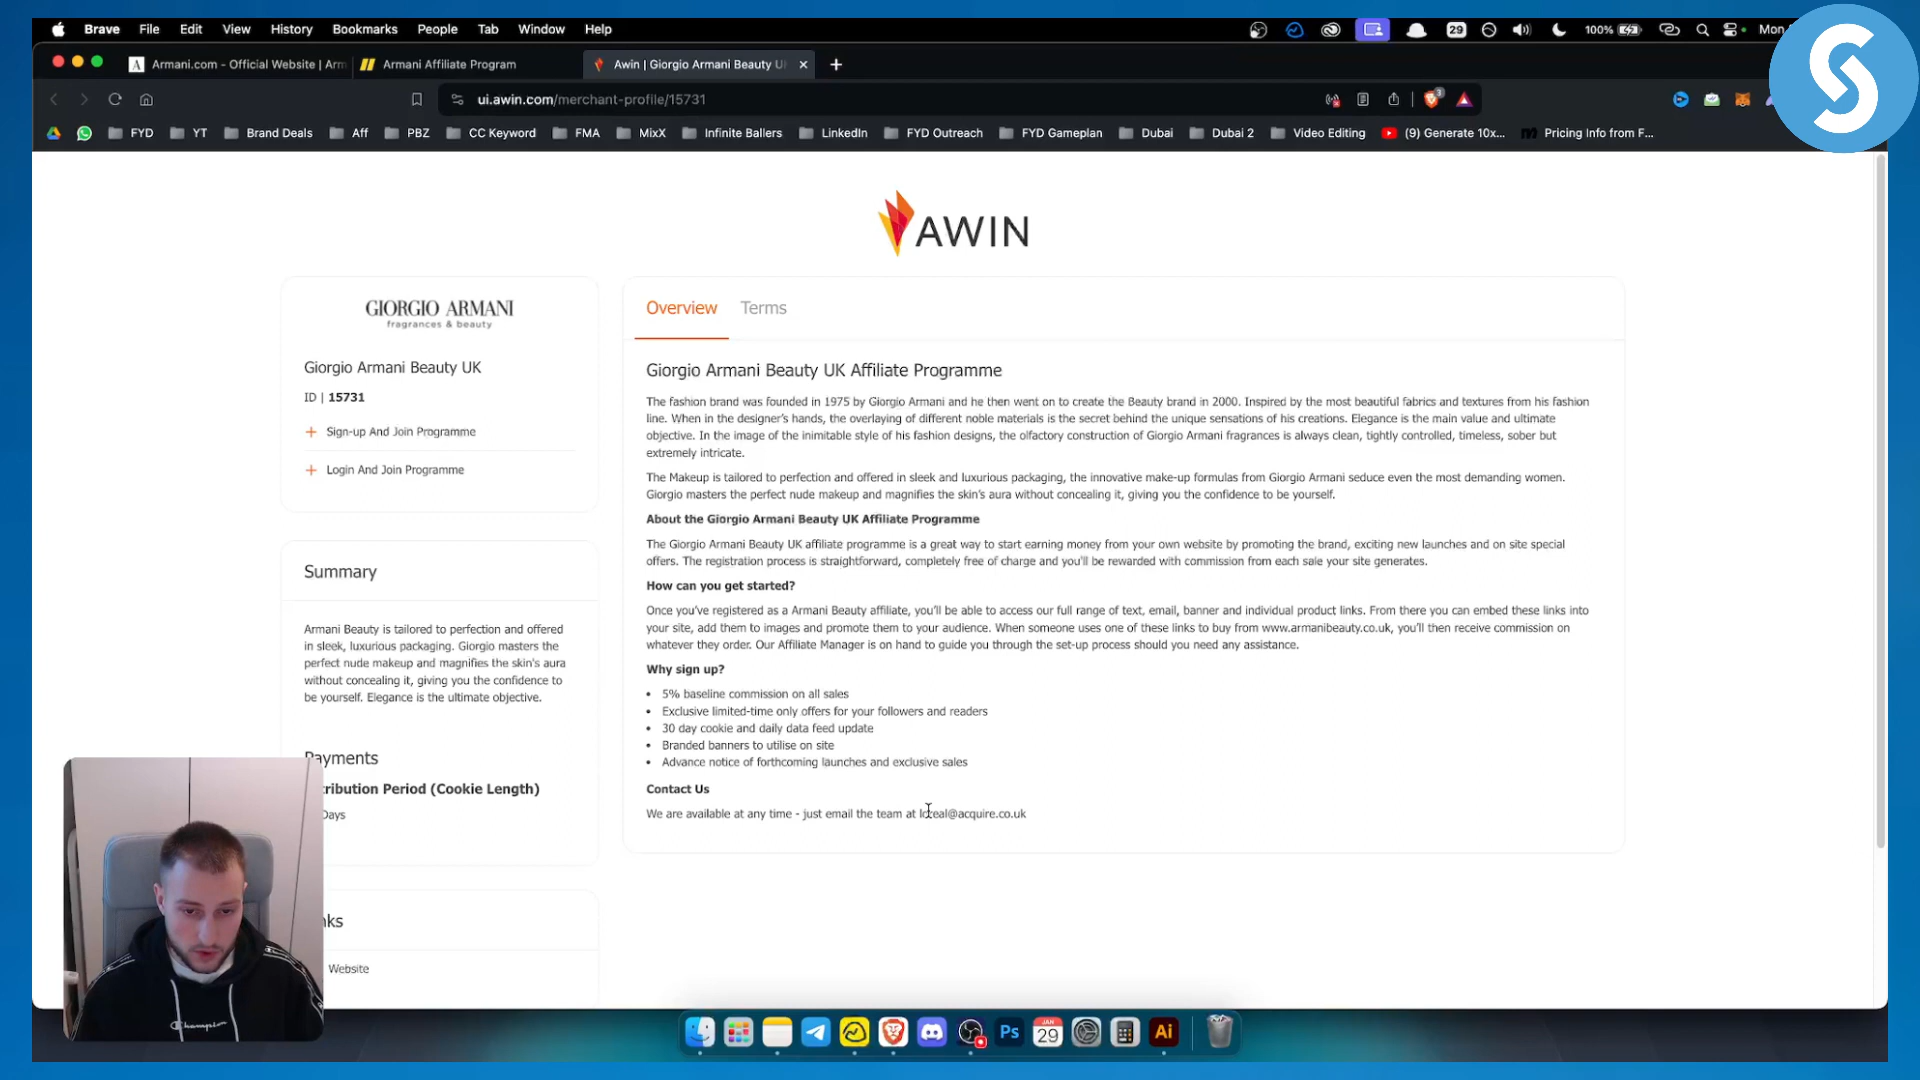 Brave File Edit View History Bookmarks People Tab Window Help 29 100% Mon
Armani.com - Official Website | Arm
Armani Affiliate Program
Awin | Giorgio Armani Beauty U
ui.awin.com/merchant-profile/15731
FYD YT Brand Deals Aff PBZ CC Keyword FMA MixX Infinite Ballers LinkedIn FYD Outreach FYD Gameplan Dubai Dubai 2 Video Editing (9) Generate 10x... Pricing Info from F...
AWIN
GIORGIO ARMANI
fragrances & beauty
Giorgio Armani Beauty UK
ID | 15731
Sign-up And Join Programme
Login And Join Programme
Summary
Armani Beauty is tailored to perfection and offered
in sleek, luxurious packaging. Giorgio masters the
perfect nude makeup and magnifies the skin's aura
without concealing it, giving you the confidence to
be yourself. Elegance is the ultimate objective.
Payments
tribution Period (Cookie Length)
Days
nks
Website
Overview Terms
Giorgio Armani Beauty UK Affiliate Programme
The fashion brand was founded in 1975 by Giorgio Armani and he then went on to create the Beauty brand in 2000. Inspired by the most beautiful fabrics and textures from his fashion
line. When in the designer's hands, the overlaying of different noble materials is the secret behind the unique sensations of his creations. Elegance is the main value and ultimate
objective. In the image of the inimitable style of his fashion designs, the olfactory construction of Giorgio Armani fragrances is always clean, tightly controlled, timeless, sober but
extremely intricate.
The Makeup is tailored to perfection and offered in sleek and luxurious packaging, the innovative make-up formulas from Giorgio Armani seduce even the most demanding women.
Giorgio masters the perfect nude makeup and magnifies the skin's aura without concealing it, giving you the confidence to be yourself.
About the Giorgio Armani Beauty UK Affiliate Programme
The Giorgio Armani Beauty UK affiliate programme is a great way to start earning money from your own website by promoting the brand, exciting new launches and on site special
offers. The registration process is straightforward, completely free of charge and you'll be rewarded with commission from each sale your site generates.
How can you get started?
Once you've registered as a Armani Beauty affiliate, you'll be able to access our full range of text, email, banner and individual product links. From there you can embed these links into
your site, add them to images and promote them to your audience. When someone uses one of these links to buy from www.armanibeauty.co.uk, you'll then receive commission on
whatever they order. Our Affiliate Manager is on hand to guide you through the set-up process should you need any assistance.
Why sign up?
• 5% baseline commission on all sales
• Exclusive limited-time only offers for your followers and readers
• 30 day cookie and daily data feed update
• Branded banners to utilise on site
• Advance notice of forthcoming launches and exclusive sales
Contact Us
We are available at any time - just email the team at loreal@acquire.co.uk
Champion
Ps
JAN
29
Ai